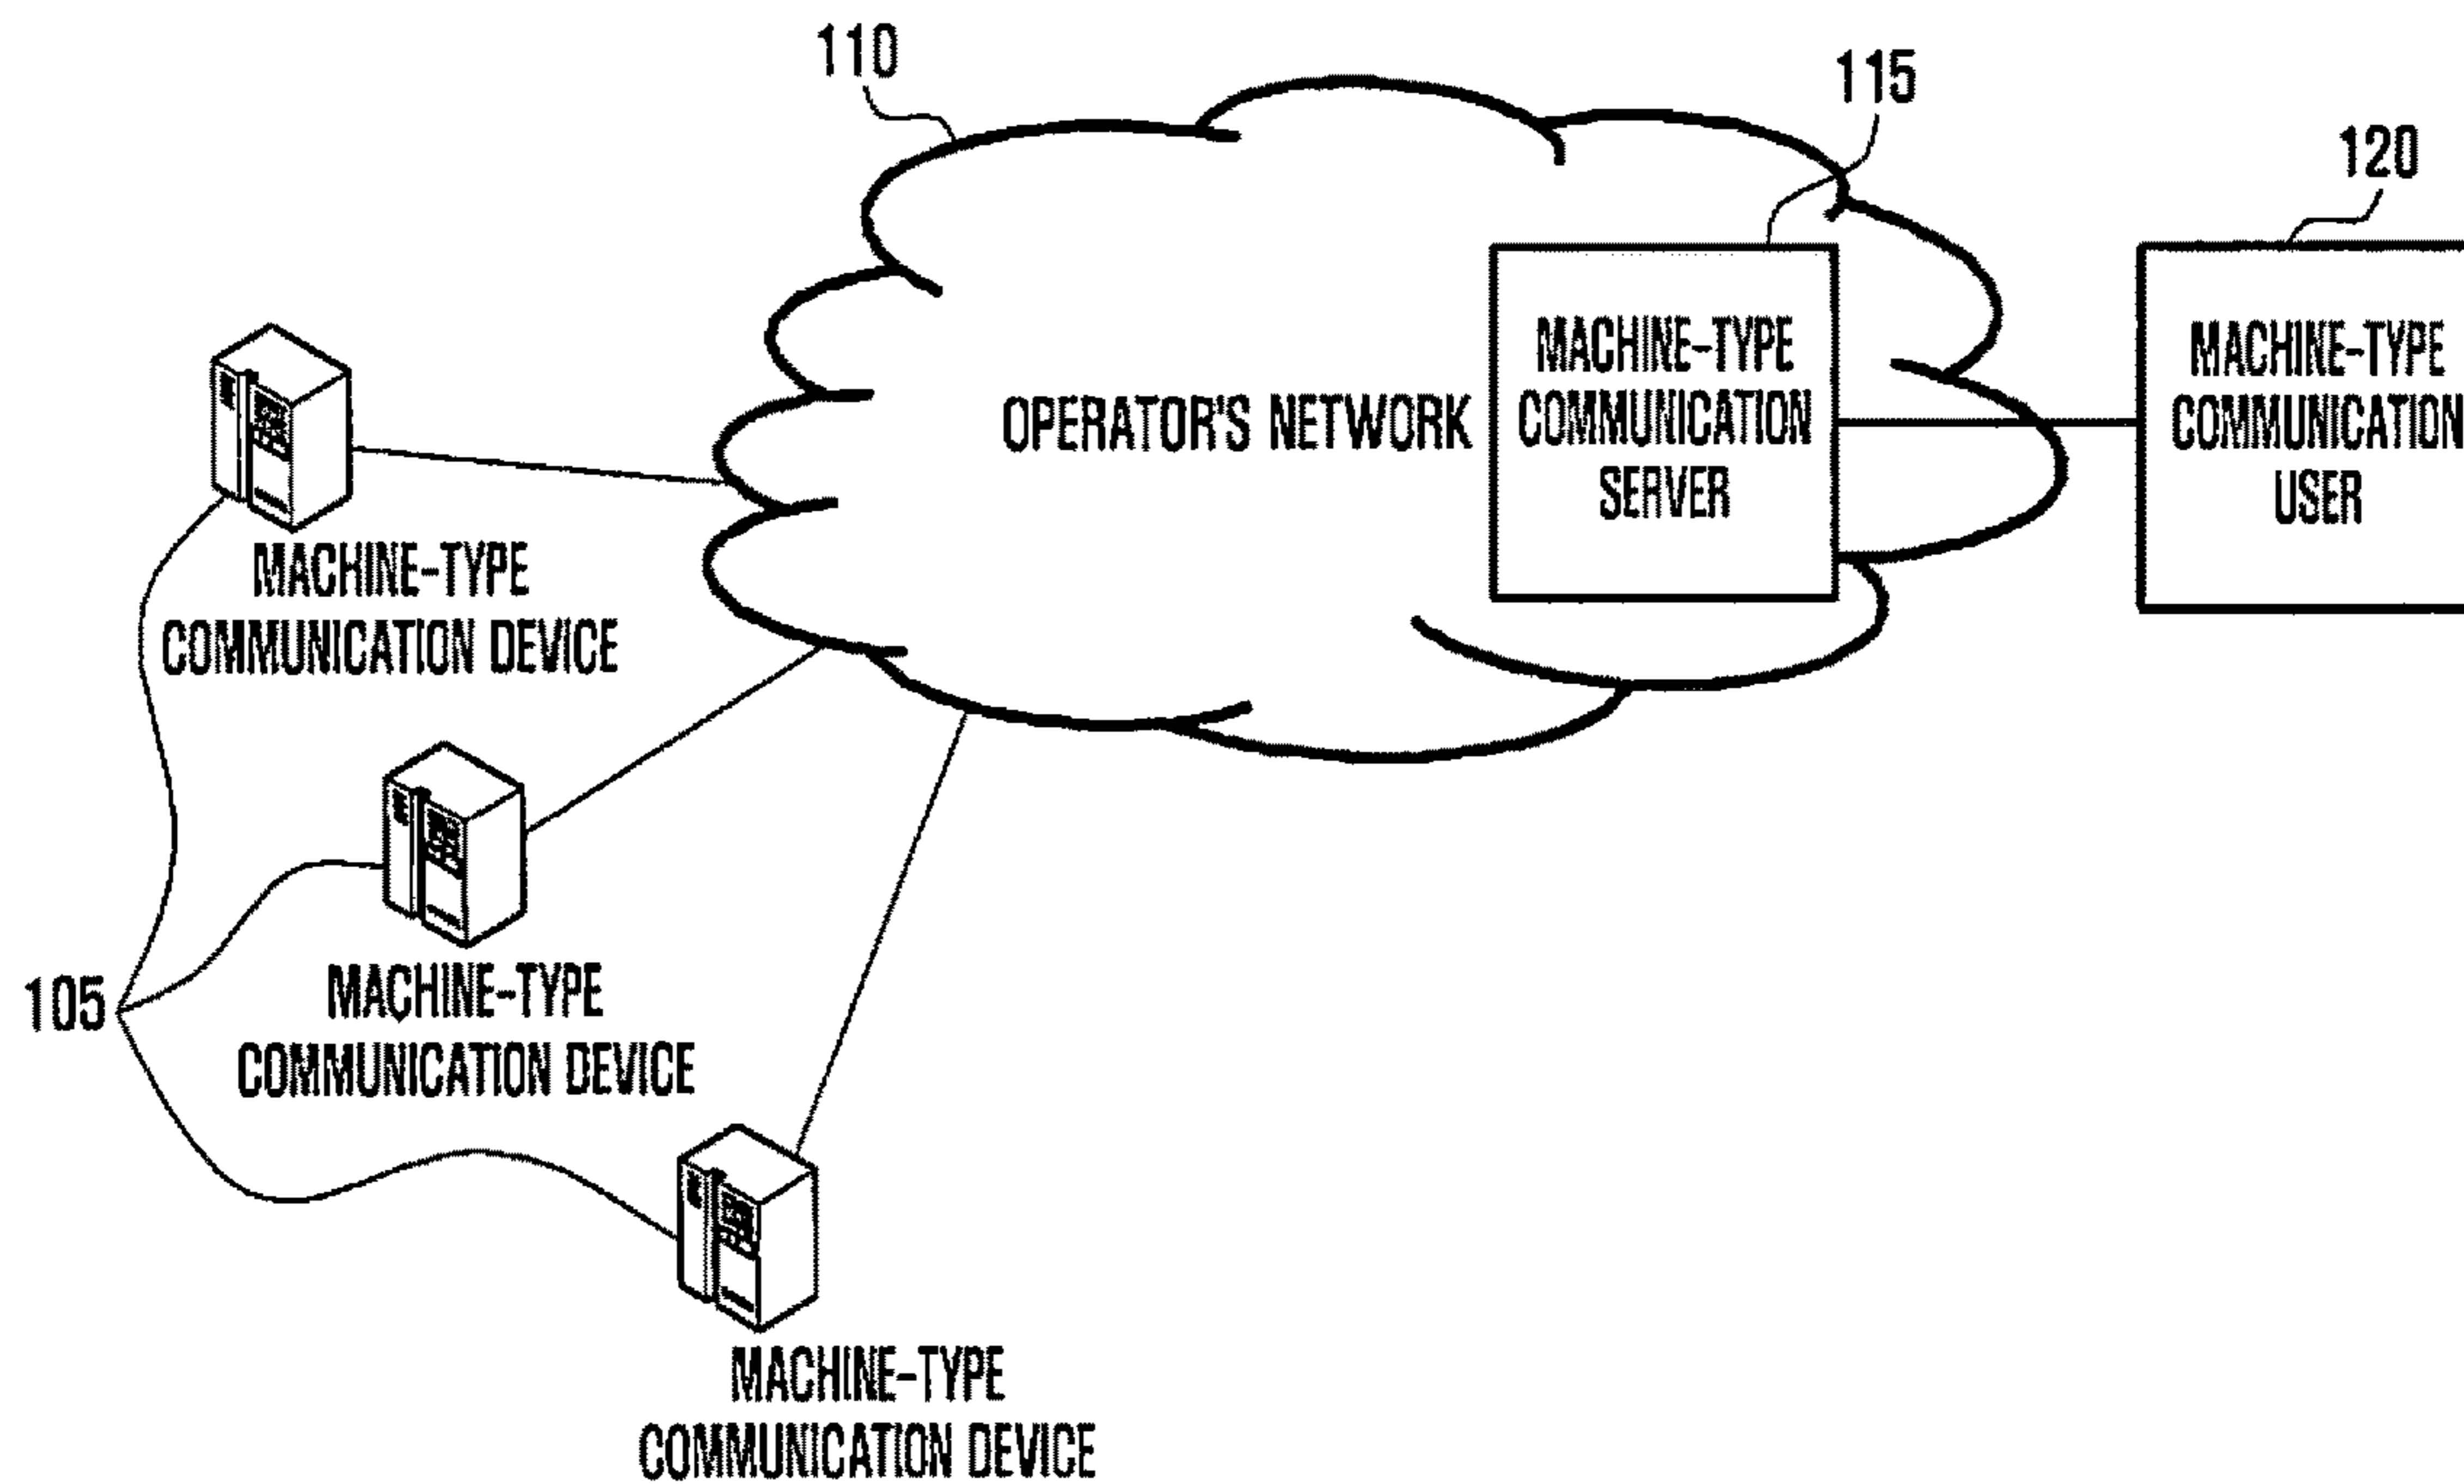 110
115
120
OPERATOR'S NETWORK
MACHINE-TYPE
COMMUNICATION
SERVER
MACHINE-TYPE
COMMUNICATION
USER
MACHINE-TYPE
COMMUNICATION DEVICE
105
MACHINE-TYPE
COMMUNICATION DEVICE
MACHINE-TYPE
COMMUNICATION DEVICE